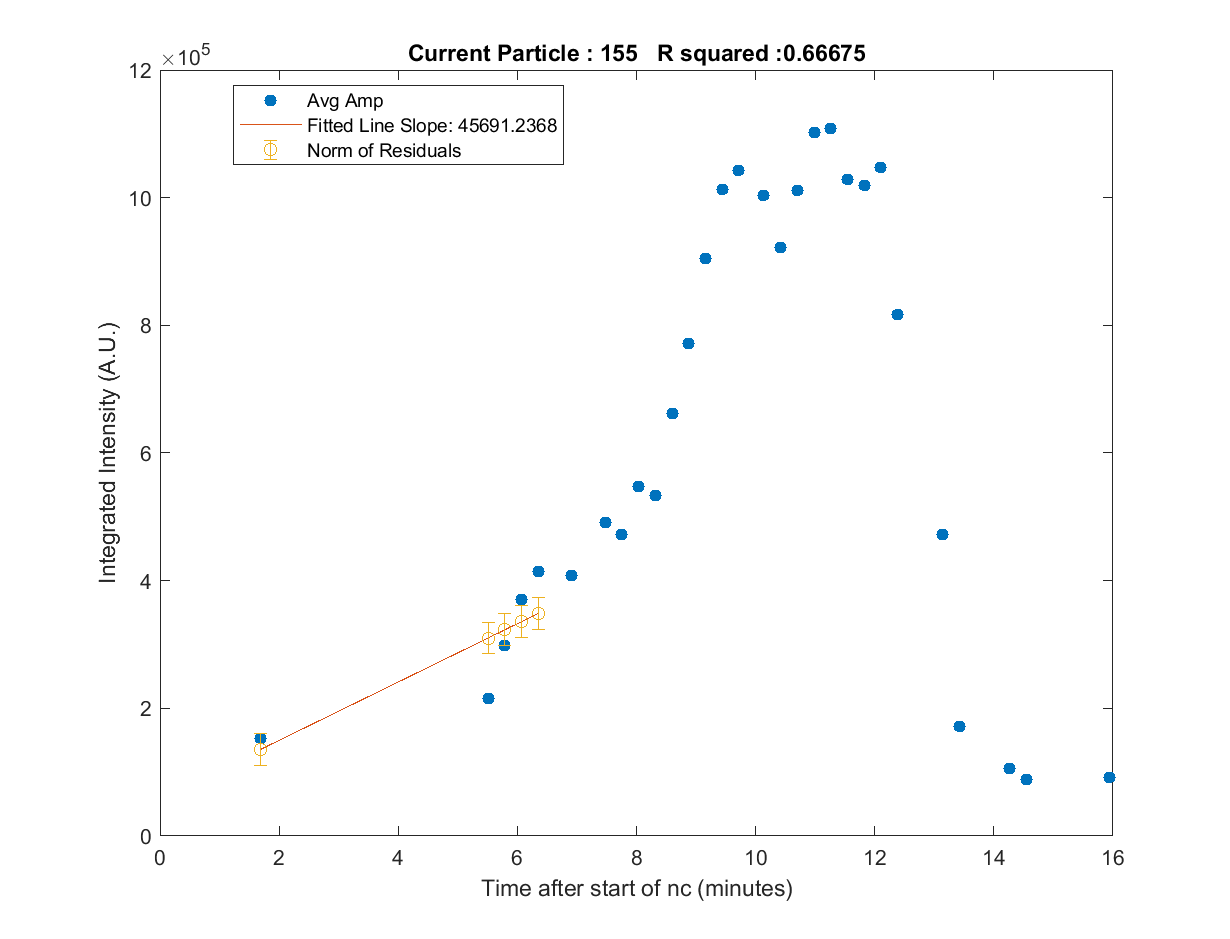 Current Particle : 155   R squared :0.66675
×10^5
Avg Amp
Fitted Line Slope: 45691.2368
Norm of Residuals
12
10
8
6
4
2
0
Integrated Intensity (A.U.)
0 2 4 6 8 10 12 14 16
Time after start of nc (minutes)